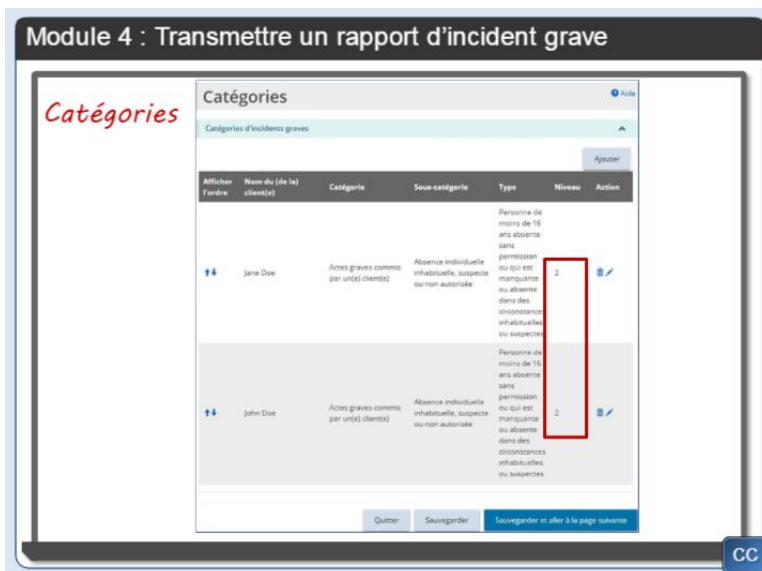 Module 4 : Transmettre un rapport d'incident grave
Catégories
Catégories
Aide
Catégories d'incidents graves
Ajouter
Afficher l'ordre
Nom du (de la) client(e)
Catégorie
Sous-catégorie
Type
Niveau
Action
Jane Doe
Actes graves commis
par un(e) client(e)
Absence individuelle
inhabituelle, suspecte
ou non autorisée
Personne de
moins de 16
ans absente
sans
permission
ou qui est
manquante
ou absente
dans des
circonstances
inhabituelles
ou suspectes
2
John Doe
Actes graves commis
par un(e) client(e)
Absence individuelle
inhabituelle, suspecte
ou non autorisée
Personne de
moins de 16
ans absente
sans
permission
ou qui est
manquante
ou absente
dans des
circonstances
inhabituelles
ou suspectes
2
Quitter
Sauvegarder
Sauvegarder et aller à la page suivante
CC